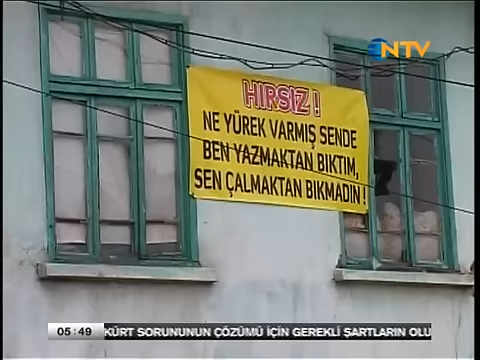 NTV
HIRSIZ !
NE YÜREK VARMIŞ SENDE
BEN YAZMAKTAN BIKTIM,
SEN ÇALMAKTAN BIKMADIN !
05:49 KÜRT SORUNUNUN ÇÖZÜMÜ İÇİN GEREKLİ ŞARTLARIN OLU